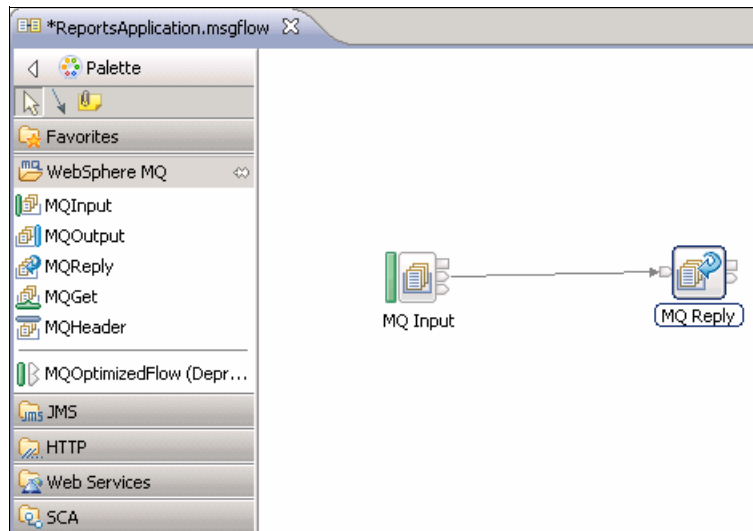 *ReportsApplication.msgflow
Palette
Favorites
WebSphere MQ
MQInput
MQOutput
MQReply
MQGet
MQHeader
MQOptimizedFlow (Depr...
JMS
HTTP
Web Services
SCA
MQ Input
MQ Reply